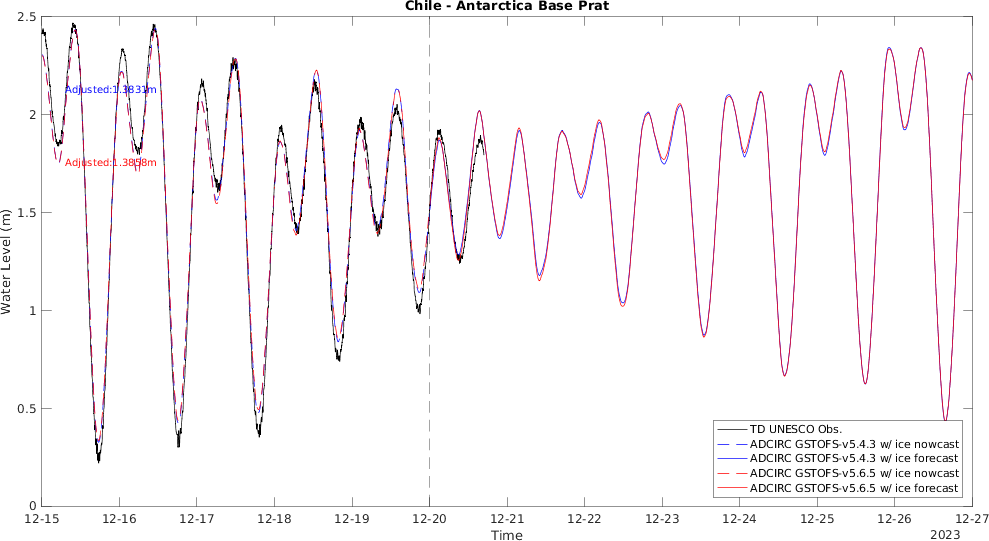 Chile - Antarctica Base Prat
Water Level (m)
2.5
2
1.5
1
0.5
0
Adjusted:1.3831m
Adjusted:1.3858m
TD UNESCO Obs.
ADCIRC GSTOFS-v5.4.3 w/ ice nowcast
ADCIRC GSTOFS-v5.4.3 w/ ice forecast
ADCIRC GSTOFS-v5.6.5 w/ ice nowcast
ADCIRC GSTOFS-v5.6.5 w/ ice forecast
12-15 12-16 12-17 12-18 12-19 12-20 12-21 12-22 12-23 12-24 12-25 12-26 12-27
Time
2023